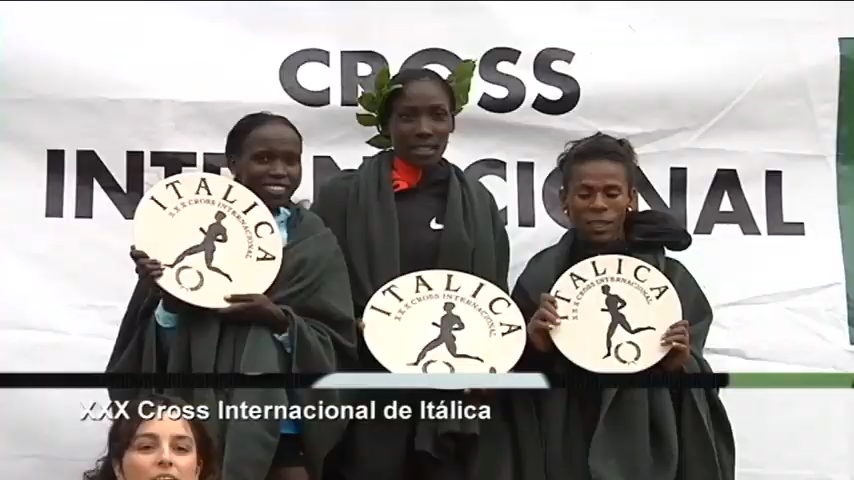 CROSS
INTERNACIONAL
ITALICA
XXX CROSS INTERNACIONAL
ITALICA
XXX CROSS INTERNACIONAL
ITALICA
XXX CROSS INTERNACIONAL
XXX Cross Internacional de Itálica